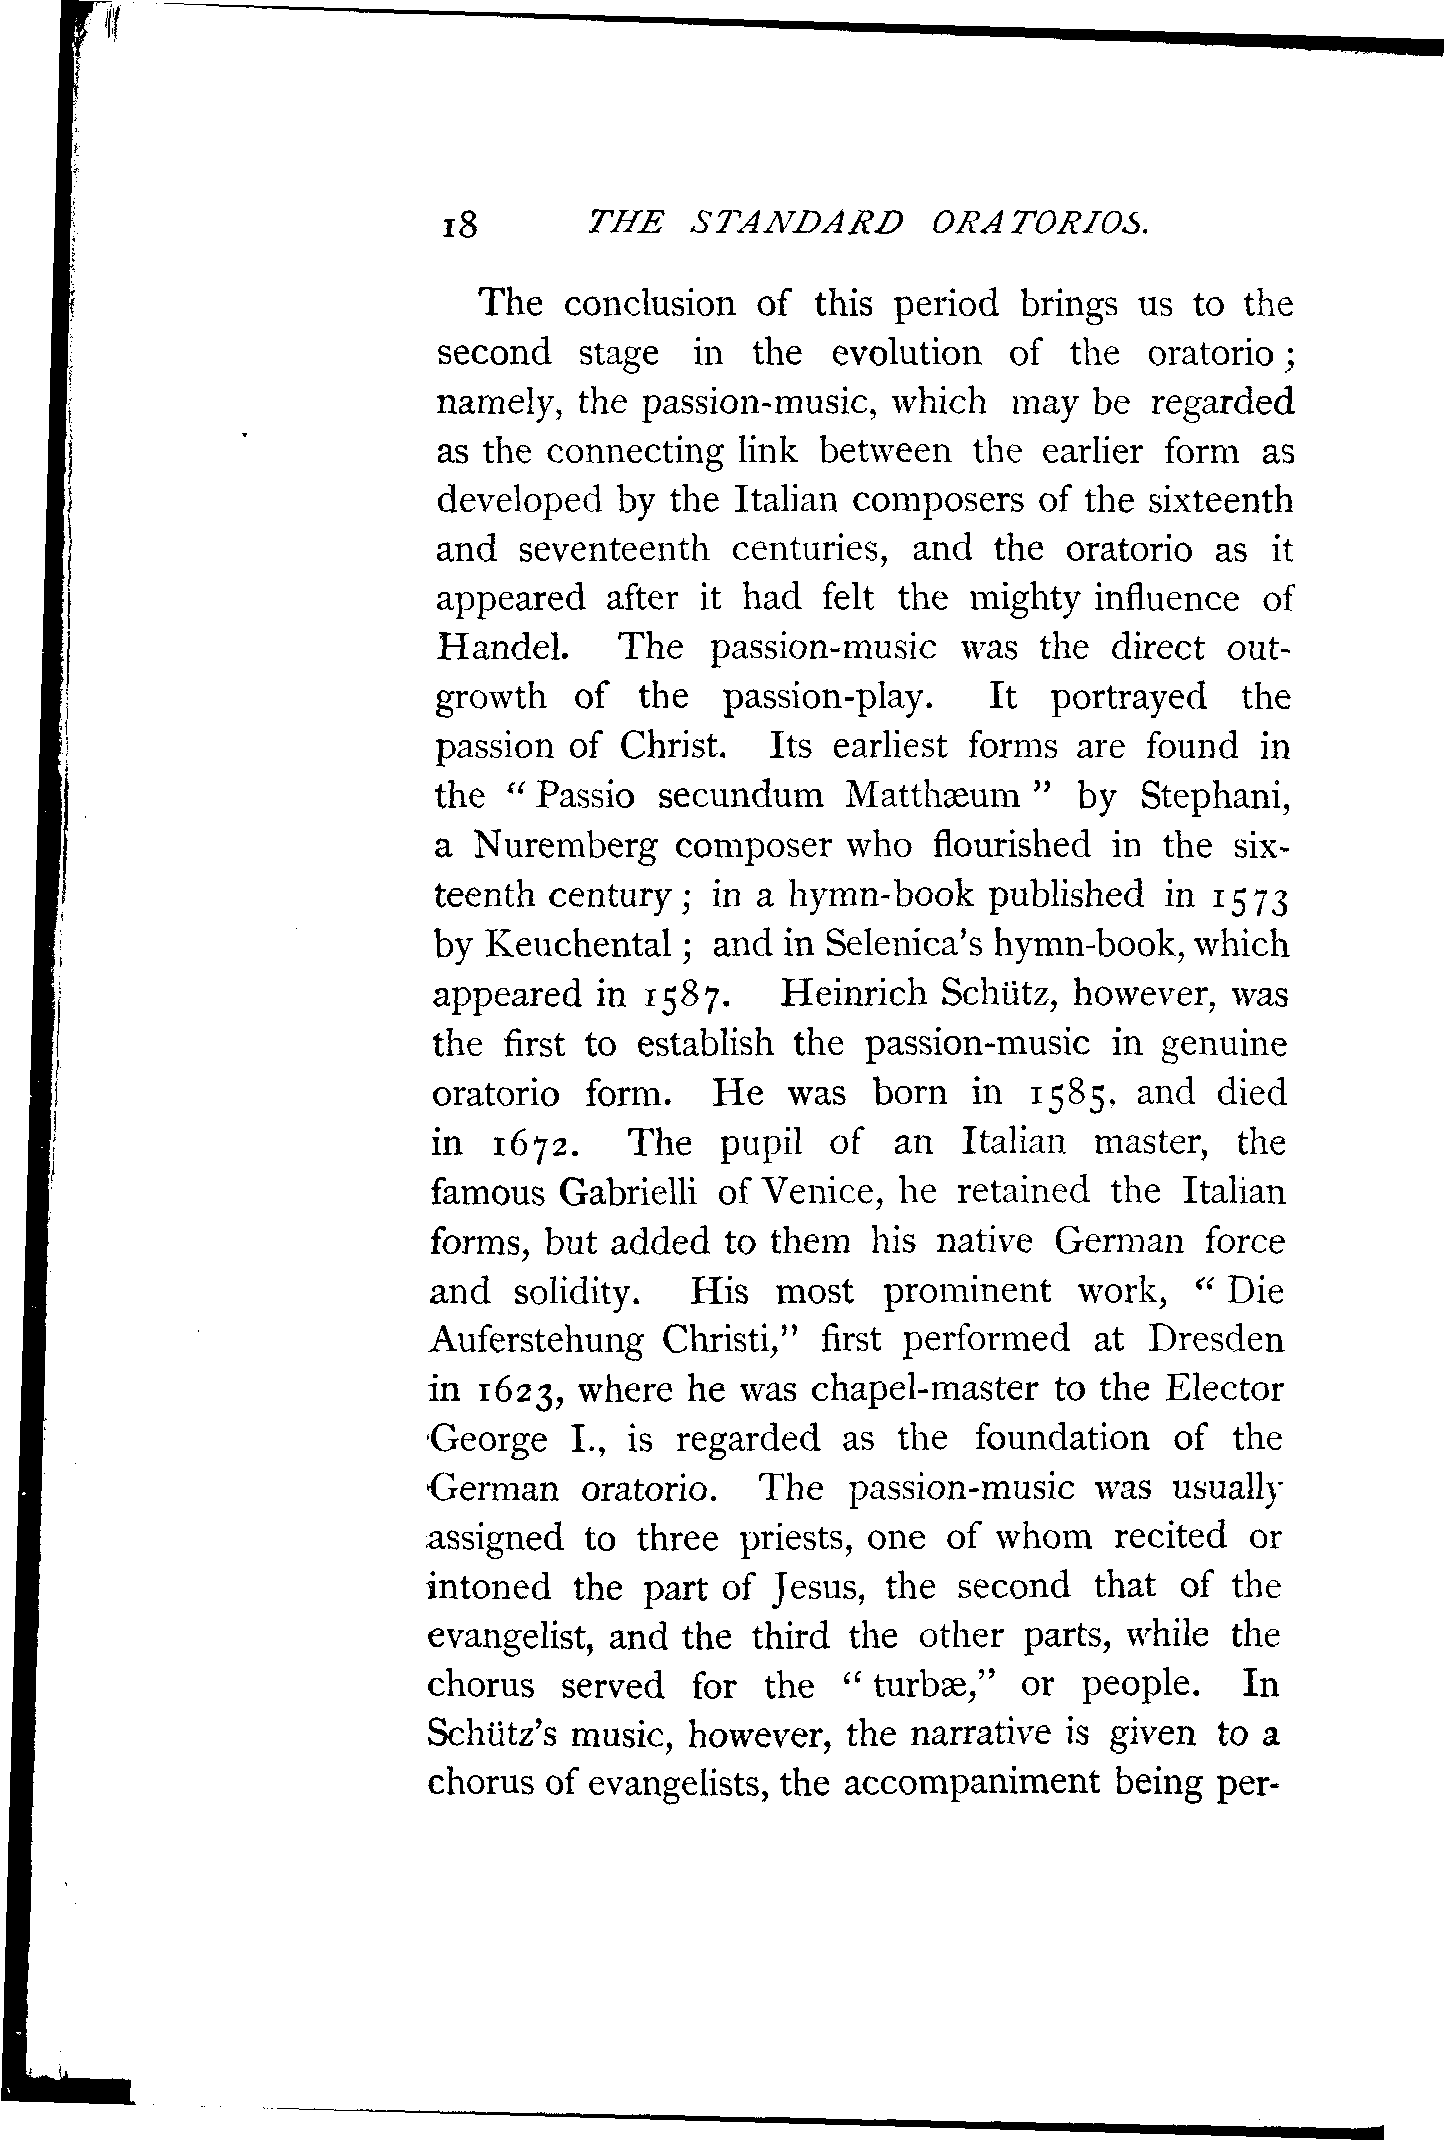 18 THE STANDARD ORATORIOS.
The conclusion of this period brings us to the
second stage in the evolution of the oratorio ;
namely, the passion-music, which may be regarded
as the connecting link between the earlier form as
developed by the Italian composers of the sixteenth
and seventeenth centuries, and the oratorio as it
appeared after it had felt the mighty influence of
Handel. The passion-music was the direct out-
growth of the passion-play. It portrayed the
passion of Christ. Its earliest forms are found in
the “ Passio secundum Matthæum ” by Stephani,
a Nuremberg composer who flourished in the six-
teenth century ; in a hymn-book published in 1573
by Keuchental ; and in Selenica’s hymn-book, which
appeared in 1587. Heinrich Schütz, however, was
the first to establish the passion-music in genuine
oratorio form. He was born in 1585, and died
in 1672. The pupil of an Italian master, the
famous Gabrielli of Venice, he retained the Italian
forms, but added to them his native German force
and solidity. His most prominent work, “ Die
Auferstehung Christi,” first performed at Dresden
in 1623, where he was chapel-master to the Elector
George I., is regarded as the foundation of the
German oratorio. The passion-music was usually
assigned to three priests, one of whom recited or
intoned the part of Jesus, the second that of the
evangelist, and the third the other parts, while the
chorus served for the “ turbæ,” or people. In
Schütz’s music, however, the narrative is given to a
chorus of evangelists, the accompaniment being per-